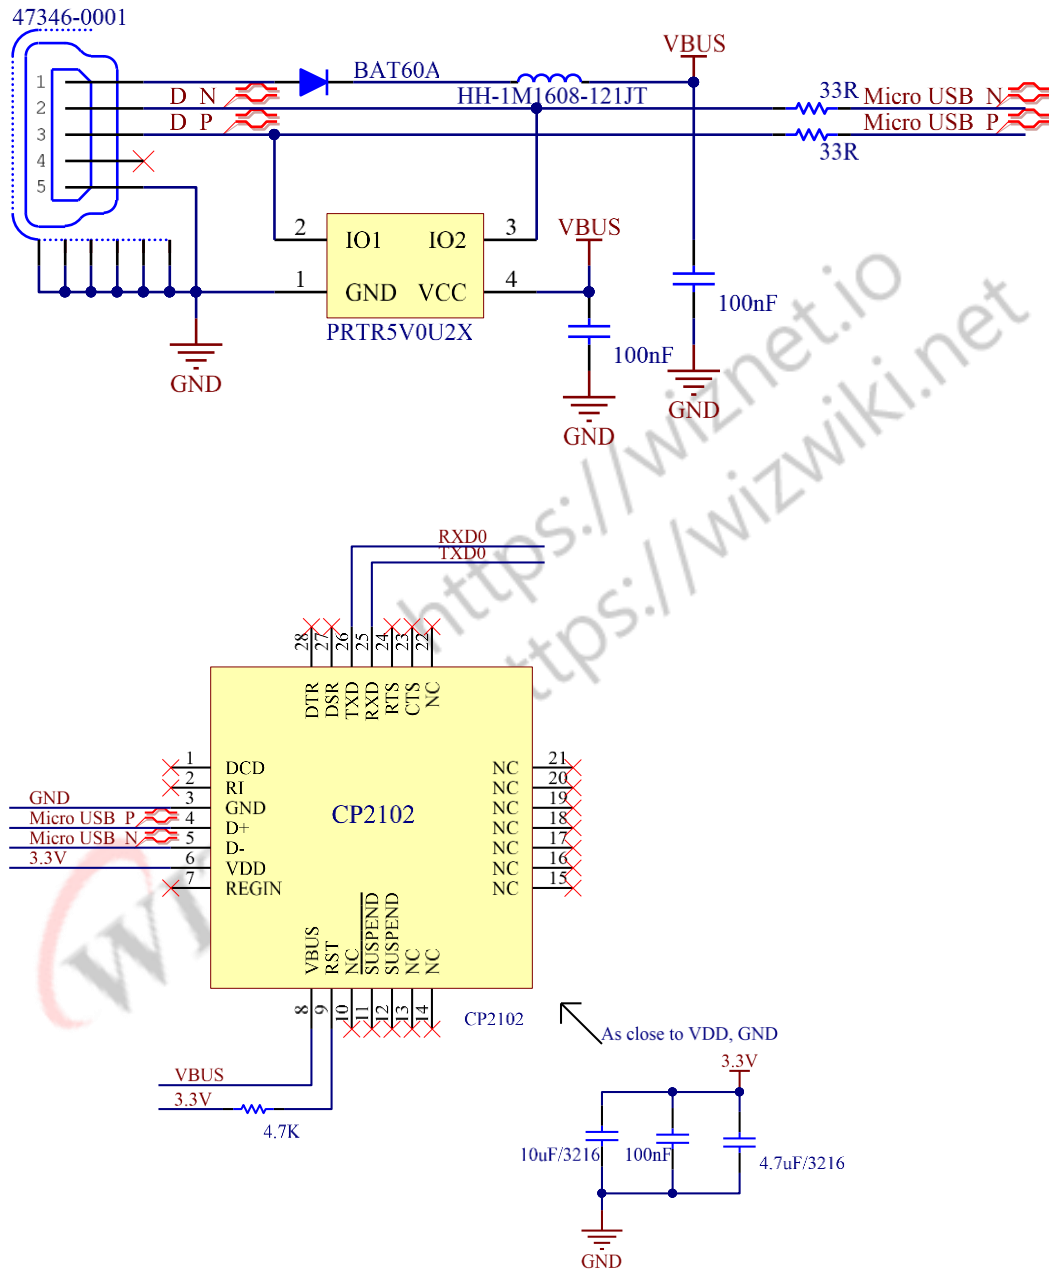 47346-0001
VBUS
1
BAT60A
D_N
HH-1M1608-121JT
33R
Micro USB_N
2
D_P
Micro USB_P
3
33R
4
5
2
IO1
IO2
3
VBUS
1
GND
VCC
4
100nF
PRTR5V0U2X
100nF
GND
GND
GND
https://wiznet.io
https://wizwiki.net
RXD0
TXD0
28
27
26
25
24
23
22
DTR
DSR
TXD
RXD
RTS
CTS
NC
1
DCD
NC
21
2
RI
NC
20
GND
3
GND
NC
19
Micro USB_P
4
D+
NC
18
Micro USB_N
5
D-
NC
17
3.3V
6
VDD
NC
16
7
REGIN
NC
15
CP2102
VBUS
RST
NC
SUSPEND
SUSPEND
NC
NC
8
9
10
11
12
13
14
CP2102
As close to VDD, GND
VBUS
3.3V
3.3V
4.7K
10uF/3216
100nF
4.7uF/3216
GND